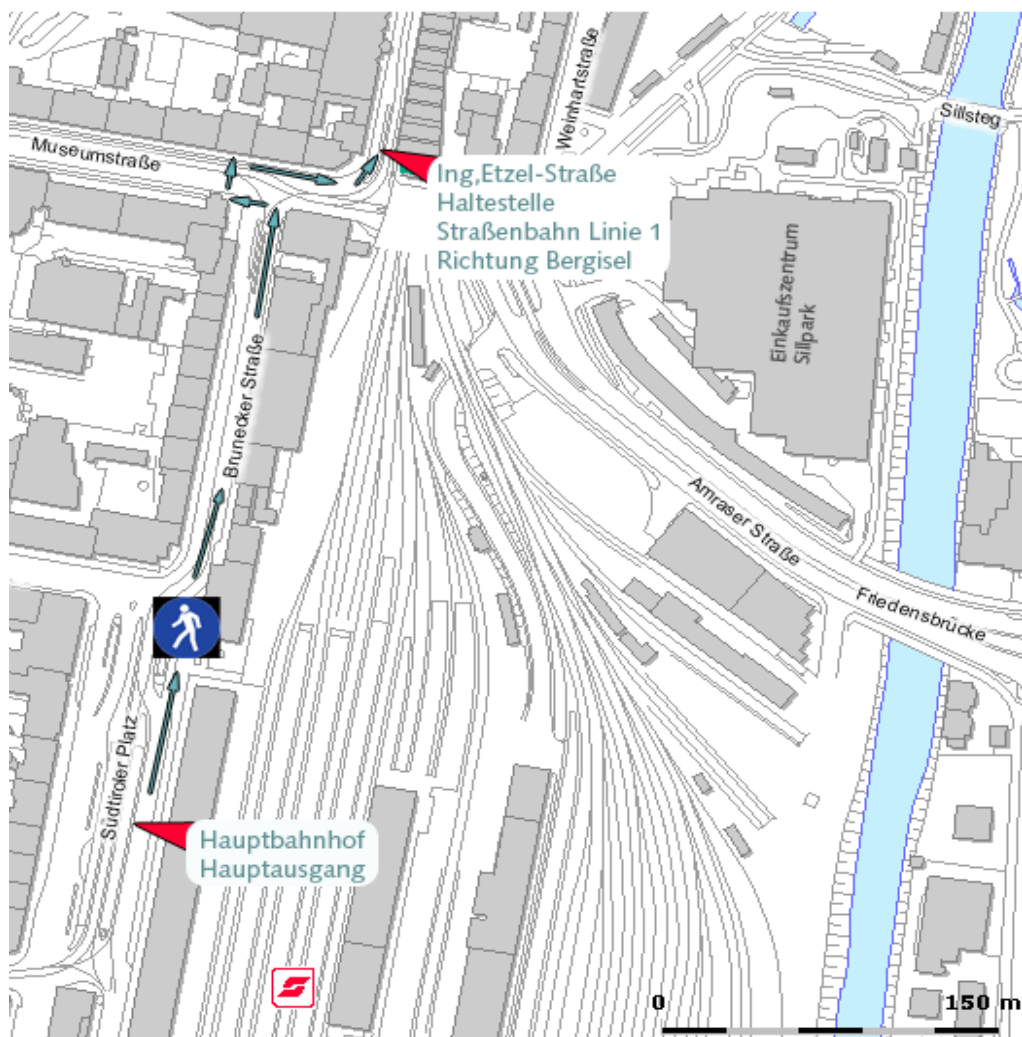 Weinhartstraße
Sillsteg
Museumstraße
Ing,Etzel-Straße
Haltestelle
Straßenbahn Linie 1
Richtung Bergisel
Einkaufszentrum
Sillpark
Brunecker Straße
Amraser Straße
Friedensbrücke
Südtiroler Platz
Hauptbahnhof
Hauptausgang
0
150 m